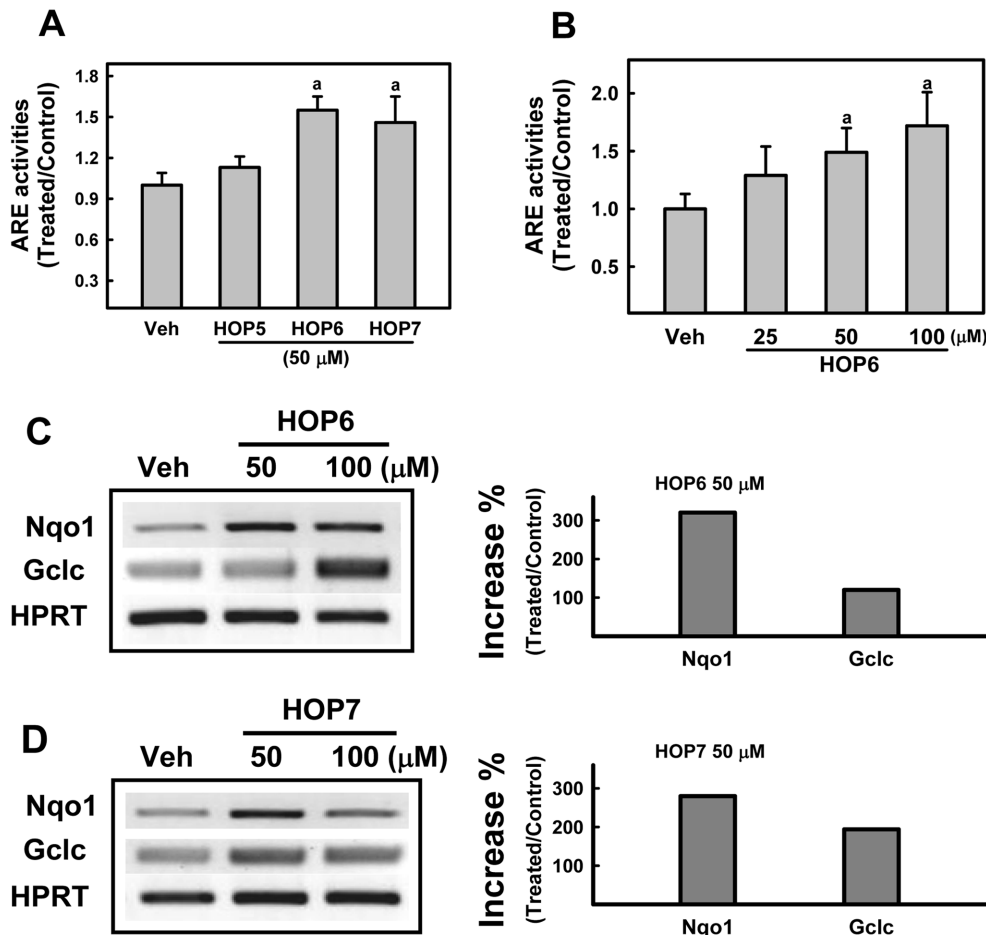 A
ARE activities
(Treated/Control)
1.8
1.5
1.2
0.9
0.6
0.3
a a
Veh HOP5 HOP6 HOP7
(50 μM)
B
ARE activities
(Treated/Control)
2.0
1.5
1.0
0.5
a a
Veh 25 50 100 (μM)
HOP6
C
HOP6
Veh 50 100 (μM)
Nqo1
Gclc
HPRT
HOP6 50 μM
Increase %
(Treated/Control)
300
200
100
Nqo1 Gclc
D
HOP7
Veh 50 100 (μM)
Nqo1
Gclc
HPRT
HOP7 50 μM
Increase %
(Treated/Control)
300
200
100
Nqo1 Gclc